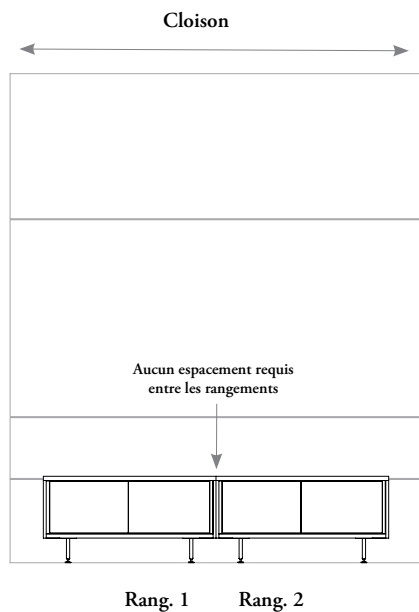 Cloison
Aucun espacement requis
entre les rangements
Rang. 1 Rang. 2